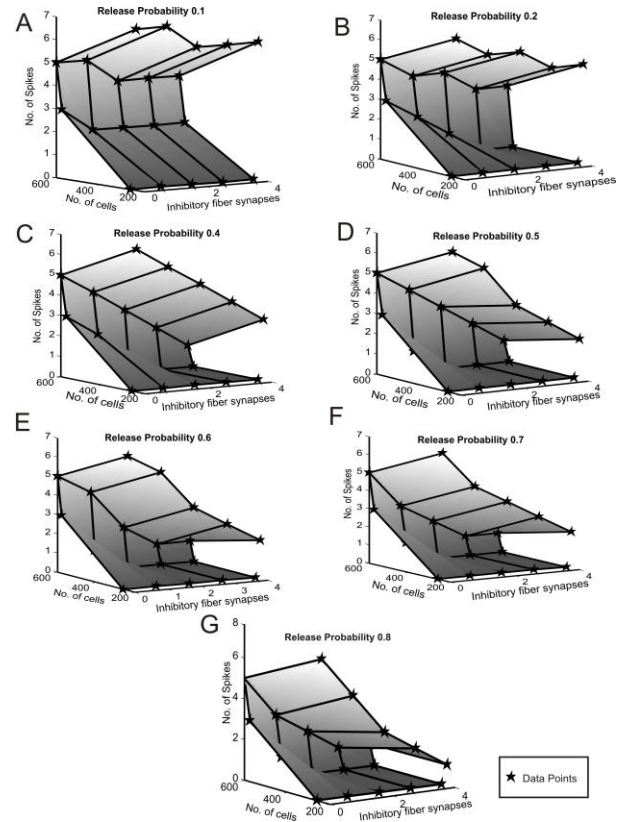 A
Release Probability 0.1
7
6
5
4
3
2
1
0
No. of Spikes
600
400
200
No. of cells
0
2
4
Inhibitory fiber synapses
B
Release Probability 0.2
7
6
5
4
3
2
1
0
No. of Spikes
600
400
200
No. of cells
0
2
4
Inhibitory fiber synapses
C
Release Probability 0.4
7
6
5
4
3
2
1
0
No. of Spikes
600
400
200
No. of cells
0
2
4
Inhibitory fiber synapses
D
Release Probability 0.5
7
6
5
4
3
2
1
0
No. of Spikes
600
400
200
No. of cells
0
2
4
Inhibitory fiber synapses
E
Release Probability 0.6
7
6
5
4
3
2
1
0
No. of Spikes
600
400
200
No. of cells
0
1
2
3
4
Inhibitory fiber synapses
F
Release Probability 0.7
7
6
5
4
3
2
1
0
No. of Spikes
600
400
200
No. of cells
0
2
4
Inhibitory fiber synapses
G
Release Probability 0.8
8
6
4
2
0
No. of Spikes
600
400
200
No. of cells
0
2
4
Inhibitory fiber synapses
Data Points